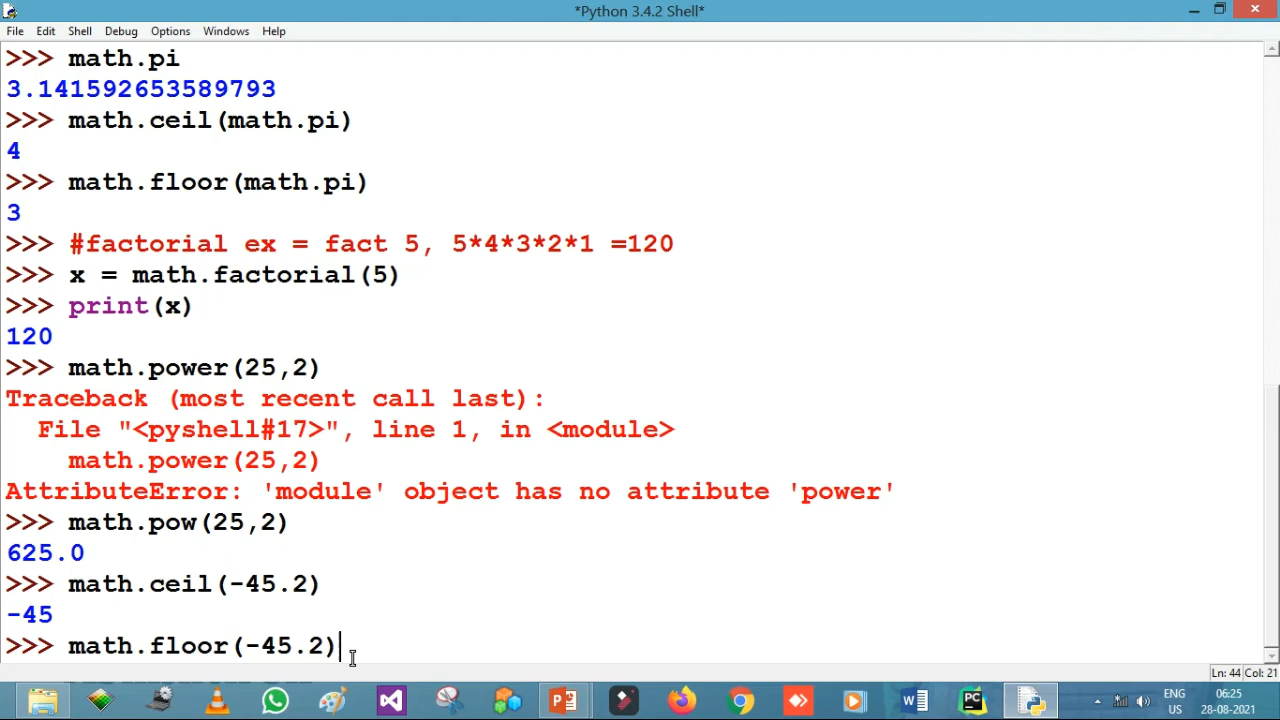 *Python 3.4.2 Shell*
File Edit Shell Debug Options Windows Help
>>> math.pi
3.141592653589793
>>> math.ceil(math.pi)
4
>>> math.floor(math.pi)
3
>>> #factorial ex = fact 5, 5*4*3*2*1 =120
>>> x = math.factorial(5)
>>> print(x)
120
>>> math.power(25,2)
Traceback (most recent call last):
  File "<pyshell#17>", line 1, in <module>
    math.power(25,2)
AttributeError: 'module' object has no attribute 'power'
>>> math.pow(25,2)
625.0
>>> math.ceil(-45.2)
-45
>>> math.floor(-45.2)
Ln: 44 Col: 21
ENG 06:25
US 28-08-2021